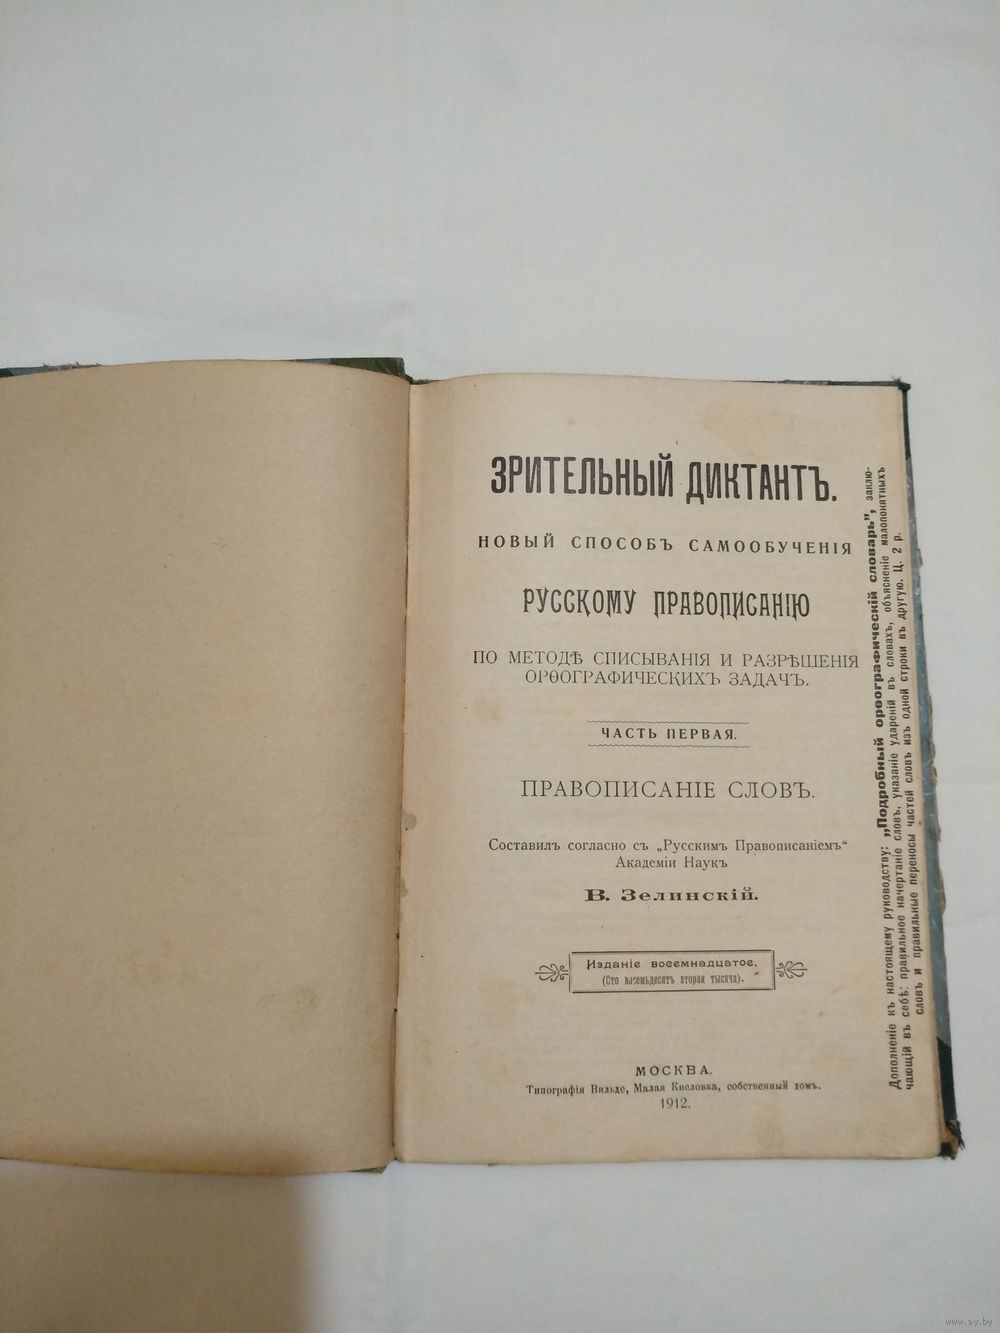 ЗРИТЕЛЬНЫЙ ДИКТАНТЪ.
НОВЫЙ СПОСОБЪ САМООБУЧЕНІЯ
РУССКОМУ ПРАВОПИСАНІЮ
ПО МЕТОДѢ СПИСЫВАНІЯ И РАЗРѢШЕНІЯ
ОРѲОГРАФИЧЕСКИХЪ ЗАДАЧЪ.
ЧАСТЬ ПЕРВАЯ.
ПРАВОПИСАНІЕ СЛОВЪ.
Составилъ согласно съ „Русскимъ Правописаніемъ“
Академіи Наукъ
В. Зелинскій.
Изданіе восемнадцатое.
(Сто восемьдесятъ вторая тысяча).
МОСКВА.
Типографія Вильде, Малая Кисловка, собственный домъ.
1912.
Дополненіе къ настоящему руководству: „Подробный орѳографическій словарь“, заклю-
чающій въ себѣ: правильное начертаніе словъ, указаніе удареній въ словахъ, объясненіе малопонятныхъ
словъ и правильные переносы частей словъ изъ одной строки въ другую. Ц. 2 р.
www.ay.by